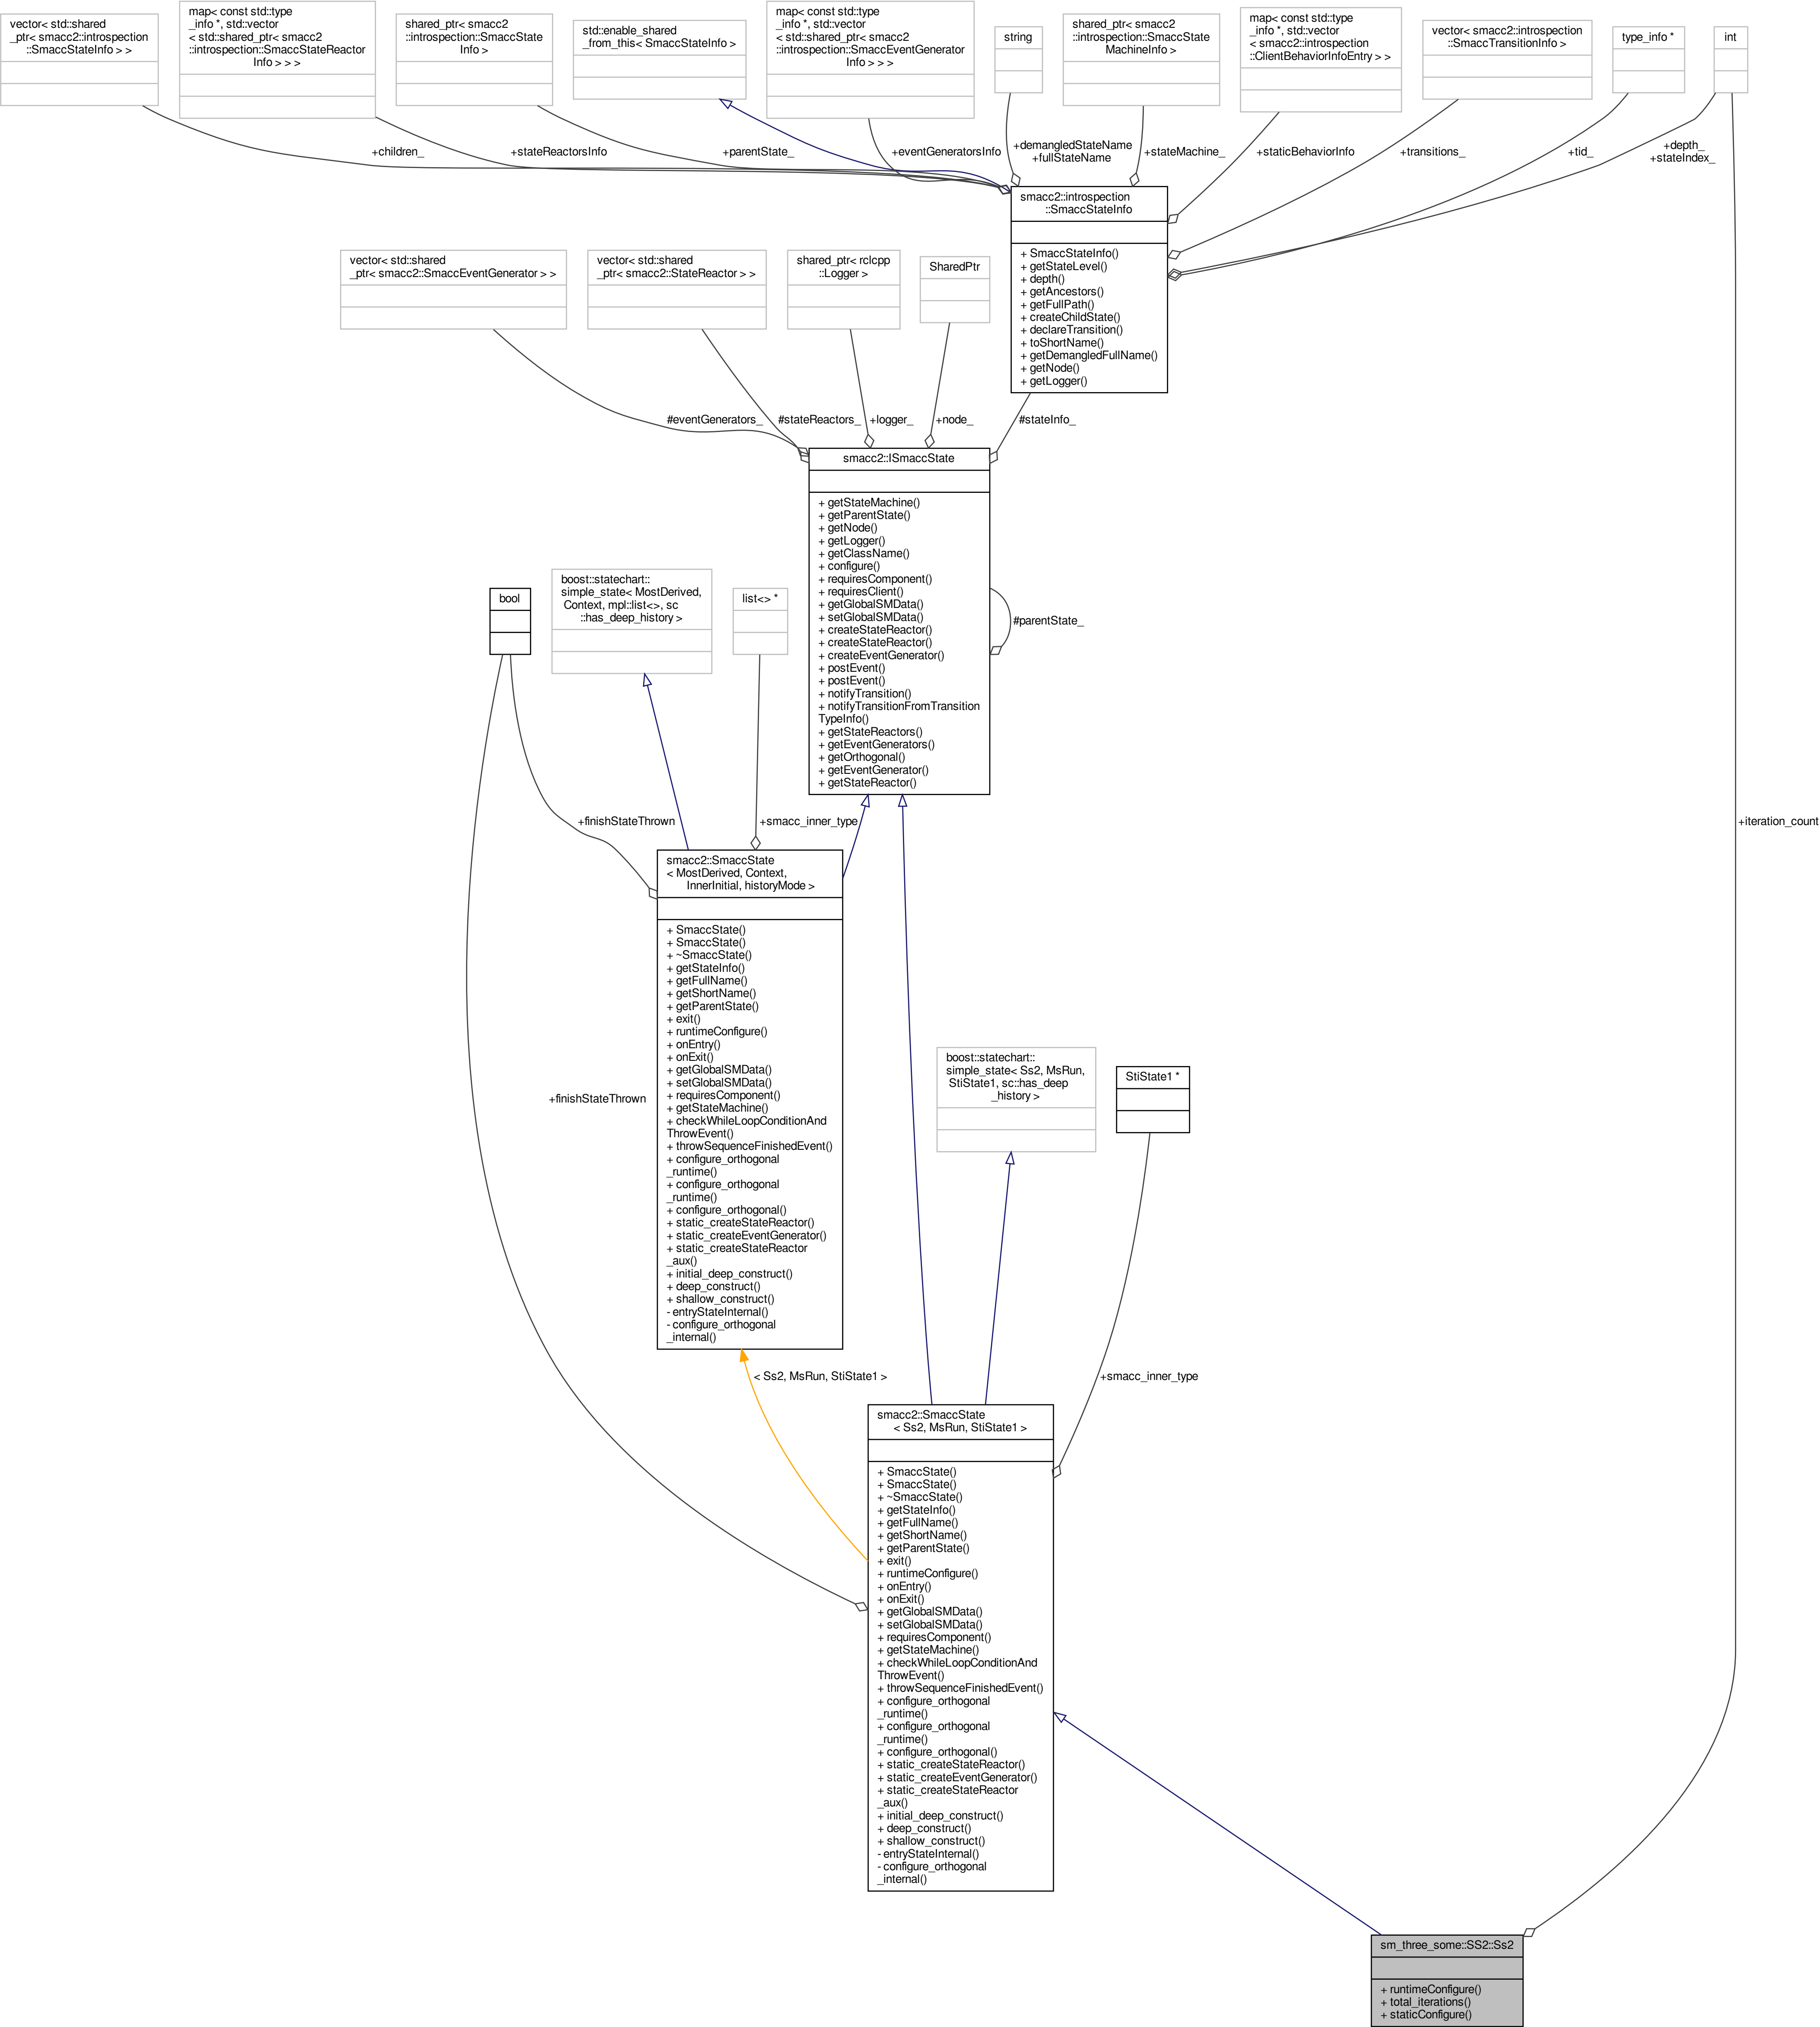 vector< std::shared
_ptr< smacc2::introspection
::SmaccStateInfo > >
map< const std::type
_info *, std::vector
< std::shared_ptr< smacc2
::introspection::SmaccStateReactor
Info > > >
shared_ptr< smacc2
::introspection::SmaccState
Info >
std::enable_shared
_from_this< SmaccStateInfo >
map< const std::type
_info *, std::vector
< std::shared_ptr< smacc2
::introspection::SmaccEventGenerator
Info > > >
string
shared_ptr< smacc2
::introspection::SmaccState
MachineInfo >
map< const std::type
_info *, std::vector
< smacc2::introspection
::ClientBehaviorInfoEntry > >
vector< smacc2::introspection
::SmaccTransitionInfo >
type_info *
int
+children_
+stateReactorsInfo
+parentState_
+eventGeneratorsInfo
+demangledStateName
+fullStateName
+stateMachine_
+staticBehaviorInfo
+transitions_
+tid_
+depth_
+stateIndex_
smacc2::introspection
::SmaccStateInfo
+ SmaccStateInfo()
+ getStateLevel()
+ depth()
+ getAncestors()
+ getFullPath()
+ createChildState()
+ declareTransition()
+ toShortName()
+ getDemangledFullName()
+ getNode()
+ getLogger()
vector< std::shared
_ptr< smacc2::SmaccEventGenerator > >
vector< std::shared
_ptr< smacc2::StateReactor > >
shared_ptr< rclcpp
::Logger >
SharedPtr
#eventGenerators_
#stateReactors_
+logger_
+node_
#stateInfo_
smacc2::ISmaccState
+ getStateMachine()
+ getParentState()
+ getNode()
+ getLogger()
+ getClassName()
+ configure()
+ requiresComponent()
+ requiresClient()
+ getGlobalSMData()
+ setGlobalSMData()
+ createStateReactor()
+ createStateReactor()
+ createEventGenerator()
+ postEvent()
+ postEvent()
+ notifyTransition()
+ notifyTransitionFromTransition
TypeInfo()
+ getStateReactors()
+ getEventGenerators()
+ getOrthogonal()
+ getEventGenerator()
+ getStateReactor()
#parentState_
bool
boost::statechart::
simple_state< MostDerived,
Context, mpl::list<>, sc
::has_deep_history >
list<> *
+finishStateThrown
+smacc_inner_type
+iteration_count
smacc2::SmaccState
< MostDerived, Context,
InnerInitial, historyMode >
+ SmaccState()
+ SmaccState()
+ ~SmaccState()
+ getStateInfo()
+ getFullName()
+ getShortName()
+ getParentState()
+ exit()
+ runtimeConfigure()
+ onEntry()
+ onExit()
+ getGlobalSMData()
+ setGlobalSMData()
+ requiresComponent()
+ getStateMachine()
+ checkWhileLoopConditionAnd
ThrowEvent()
+ throwSequenceFinishedEvent()
+ configure_orthogonal
_runtime()
+ configure_orthogonal
_runtime()
+ configure_orthogonal()
+ static_createStateReactor()
+ static_createEventGenerator()
+ static_createStateReactor
_aux()
+ initial_deep_construct()
+ deep_construct()
+ shallow_construct()
- entryStateInternal()
- configure_orthogonal
_internal()
+finishStateThrown
boost::statechart::
simple_state< Ss2, MsRun,
StiState1, sc::has_deep
_history >
StiState1 *
< Ss2, MsRun, StiState1 >
+smacc_inner_type
smacc2::SmaccState
< Ss2, MsRun, StiState1 >
+ SmaccState()
+ SmaccState()
+ ~SmaccState()
+ getStateInfo()
+ getFullName()
+ getShortName()
+ getParentState()
+ exit()
+ runtimeConfigure()
+ onEntry()
+ onExit()
+ getGlobalSMData()
+ setGlobalSMData()
+ requiresComponent()
+ getStateMachine()
+ checkWhileLoopConditionAnd
ThrowEvent()
+ throwSequenceFinishedEvent()
+ configure_orthogonal
_runtime()
+ configure_orthogonal
_runtime()
+ configure_orthogonal()
+ static_createStateReactor()
+ static_createEventGenerator()
+ static_createStateReactor
_aux()
+ initial_deep_construct()
+ deep_construct()
+ shallow_construct()
- entryStateInternal()
- configure_orthogonal
_internal()
sm_three_some::SS2::Ss2
+ runtimeConfigure()
+ total_iterations()
+ staticConfigure()